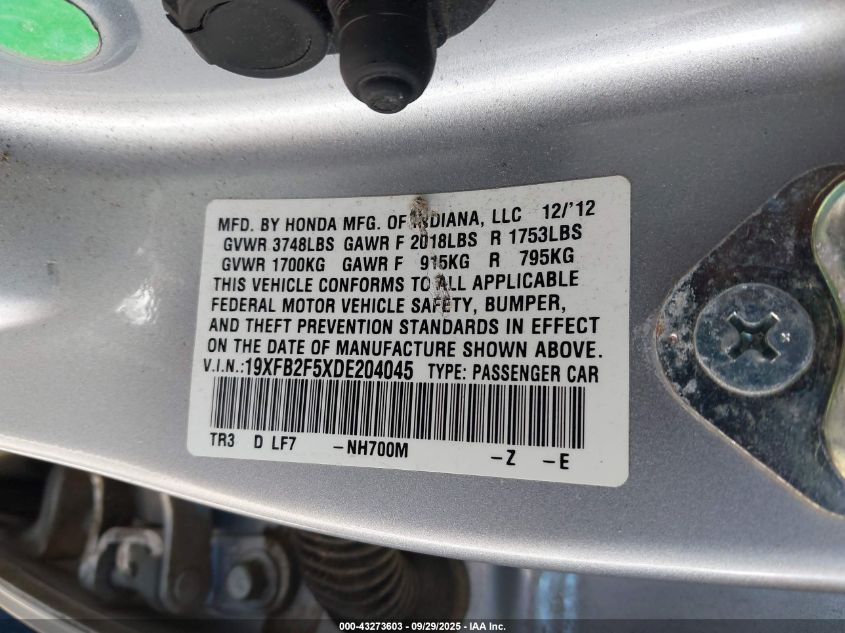 MFD. BY HONDA MFG. OF INDIANA, LLC 12/'12
GVWR 3748LBS GAWR F 2018LBS R 1753LBS
GVWR 1700KG GAWR F 915KG R 795KG
THIS VEHICLE CONFORMS TO ALL APPLICABLE
FEDERAL MOTOR VEHICLE SAFETY, BUMPER,
AND THEFT PREVENTION STANDARDS IN EFFECT
ON THE DATE OF MANUFACTURE SHOWN ABOVE.
V.I.N.:19XFB2F5XDE204045 TYPE: PASSENGER CAR
TR3 D LF7 -NH700M -Z -E
000-43273603 | 09/29/2025 | IAA Inc.